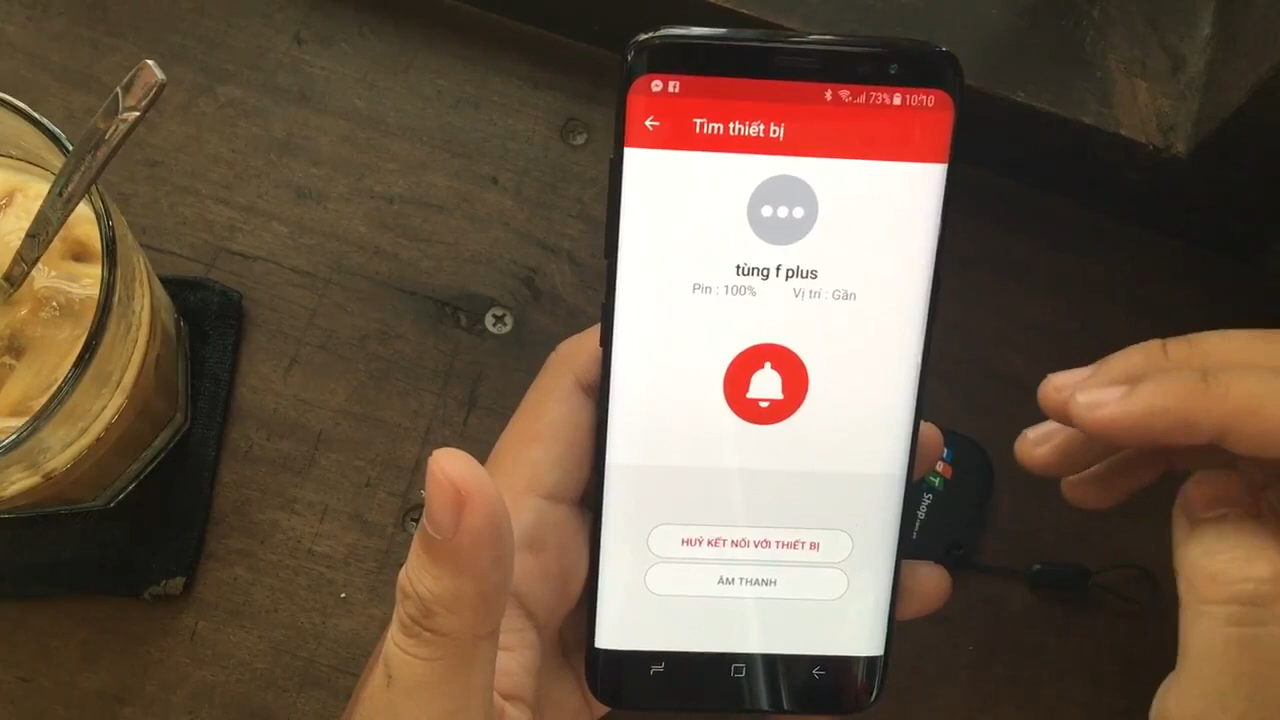 73% 10:10
Tìm thiết bị
tùng f plus
Pin : 100% Vị trí : Gần
HUỶ KẾT NỐI VỚI THIẾT BỊ
ÂM THANH
Shop